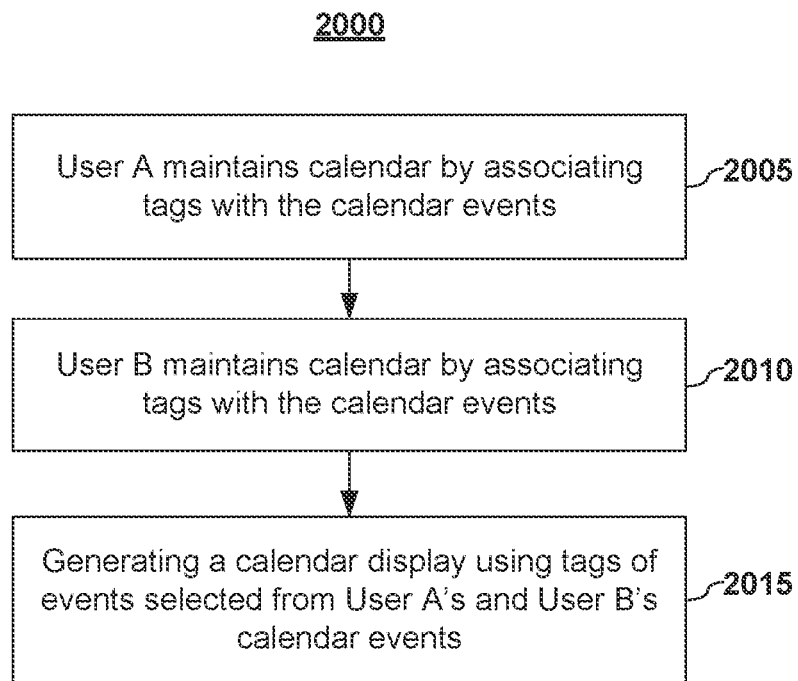 2000
User A maintains calendar by associating
tags with the calendar events
2005
User B maintains calendar by associating
tags with the calendar events
2010
Generating a calendar display using tags of
events selected from User A's and User B's
calendar events
2015